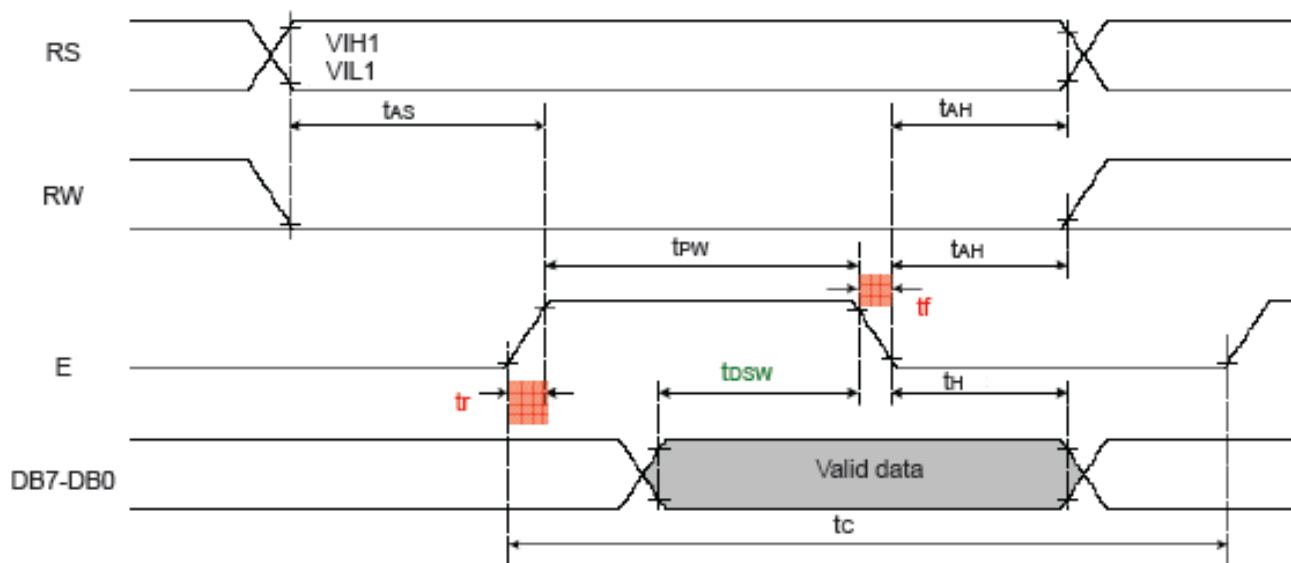 RS
VIH1
VIL1
tAS
tAH
RW
tPW
tAH
tf
E
tDSW
tH
tr
DB7-DB0
Valid data
tC